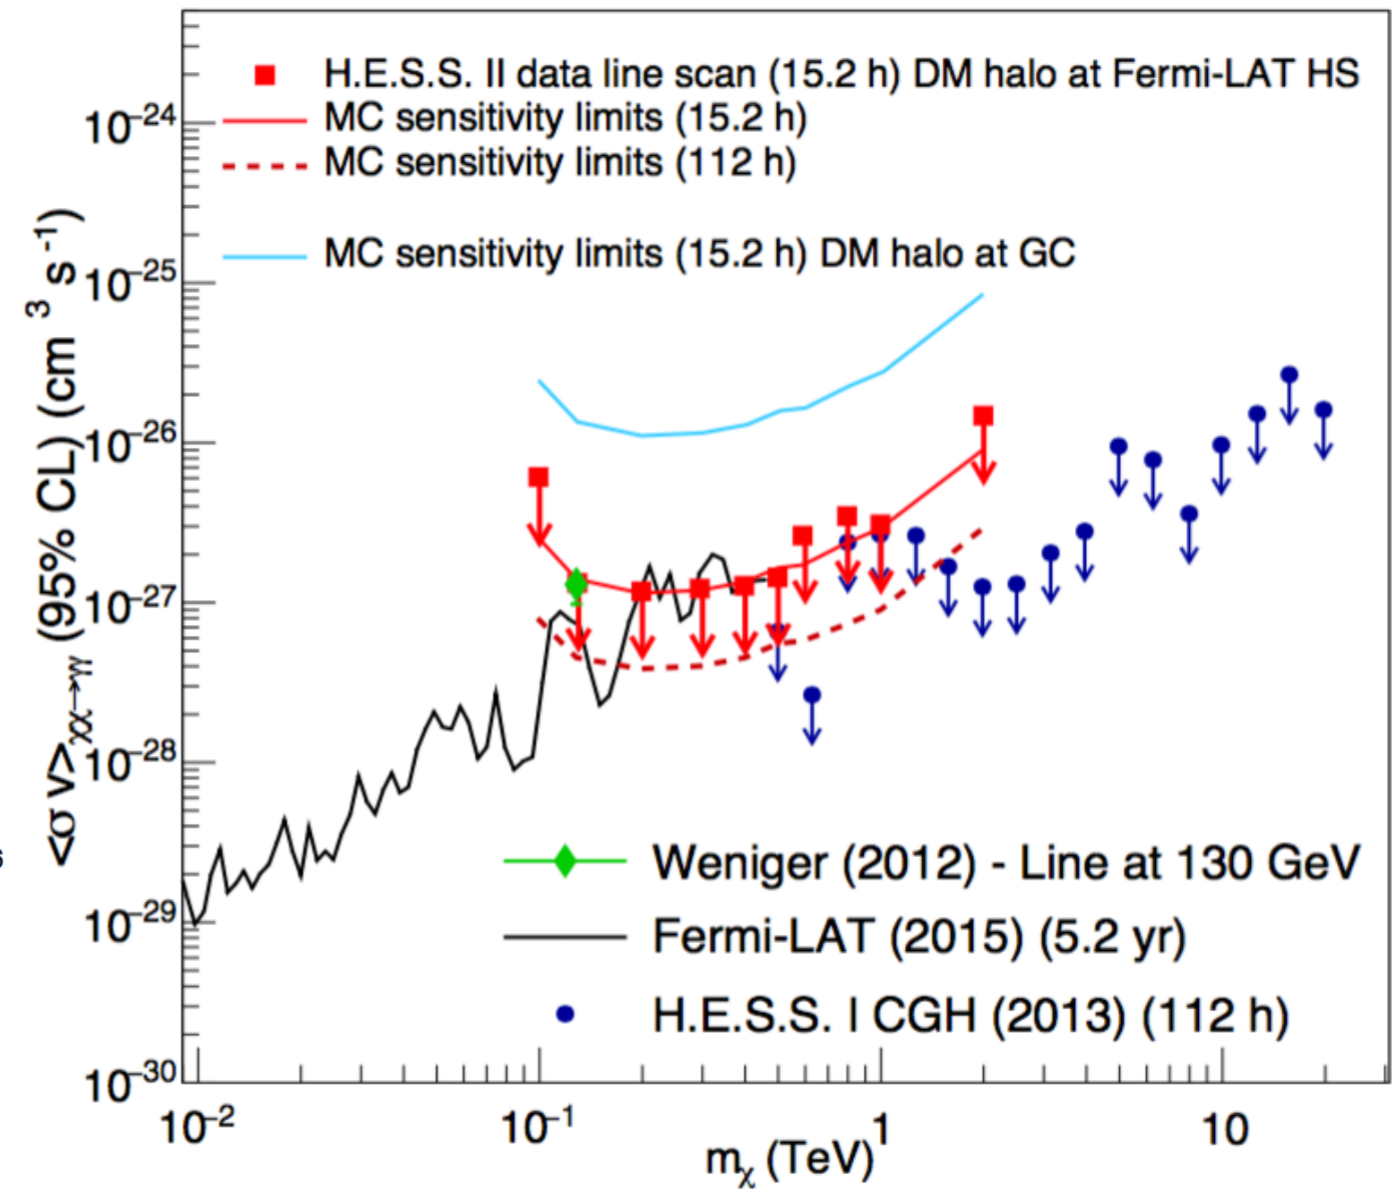 H.E.S.S. II data line scan (15.2 h) DM halo at Fermi-LAT HS
MC sensitivity limits (15.2 h)
MC sensitivity limits (112 h)
MC sensitivity limits (15.2 h) DM halo at GC
10⁻²⁴
10⁻²⁵
10⁻²⁶
10⁻²⁷
10⁻²⁸
10⁻²⁹
10⁻³⁰
<σ v>χχ→γγ (95% CL) (cm ³ s⁻¹)
Weniger (2012) - Line at 130 GeV
Fermi-LAT (2015) (5.2 yr)
H.E.S.S. I CGH (2013) (112 h)
10⁻² 10⁻¹ 1 10
mχ (TeV)